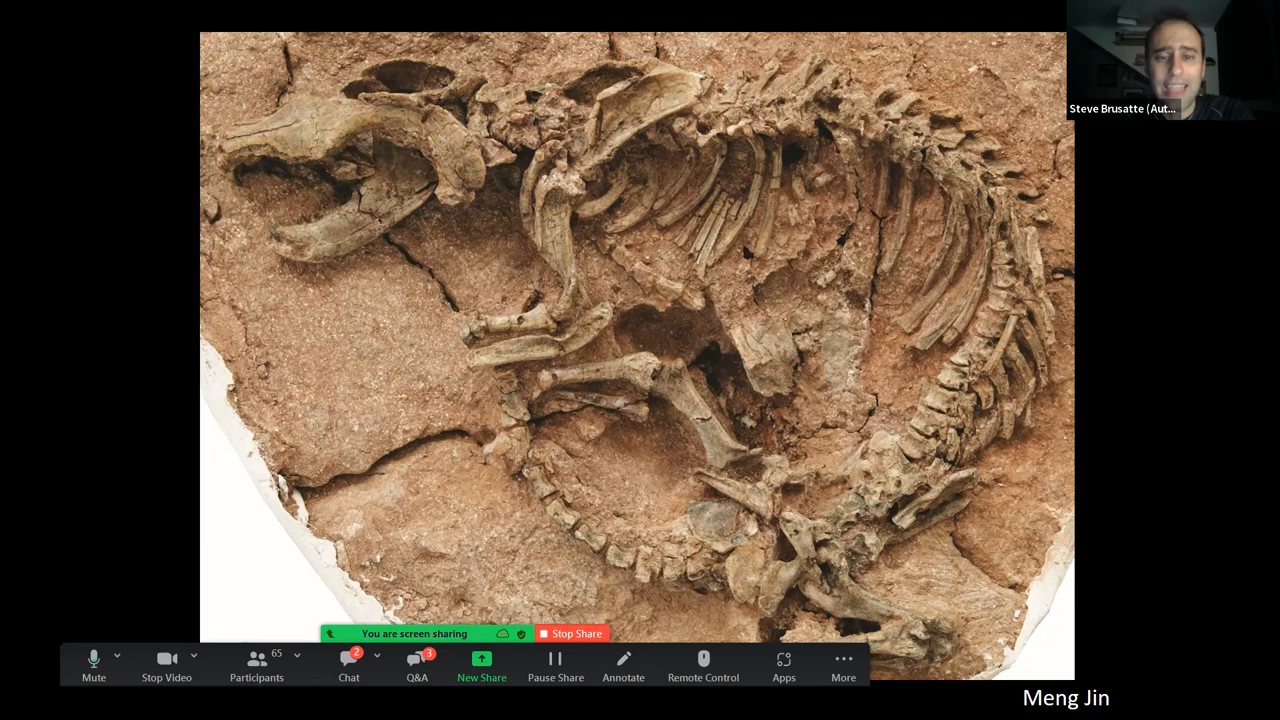 Steve Brusatte (Aut...
You are screen sharing
Stop Share
65
2
3
Mute
Stop Video
Participants
Chat
Q&A
New Share
Pause Share
Annotate
Remote Control
Apps
More
Meng Jin